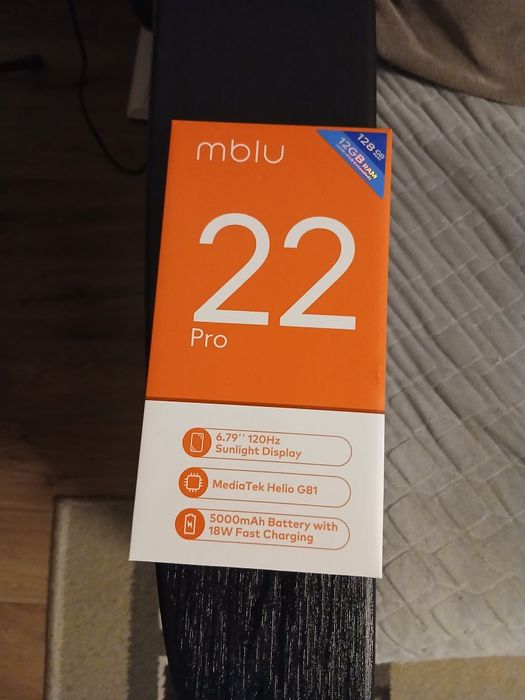 mblu
128 GB
12GB RAM
22
Pro
6.79'' 120Hz
Sunlight Display
MediaTek Helio G81
5000mAh Battery with
18W Fast Charging